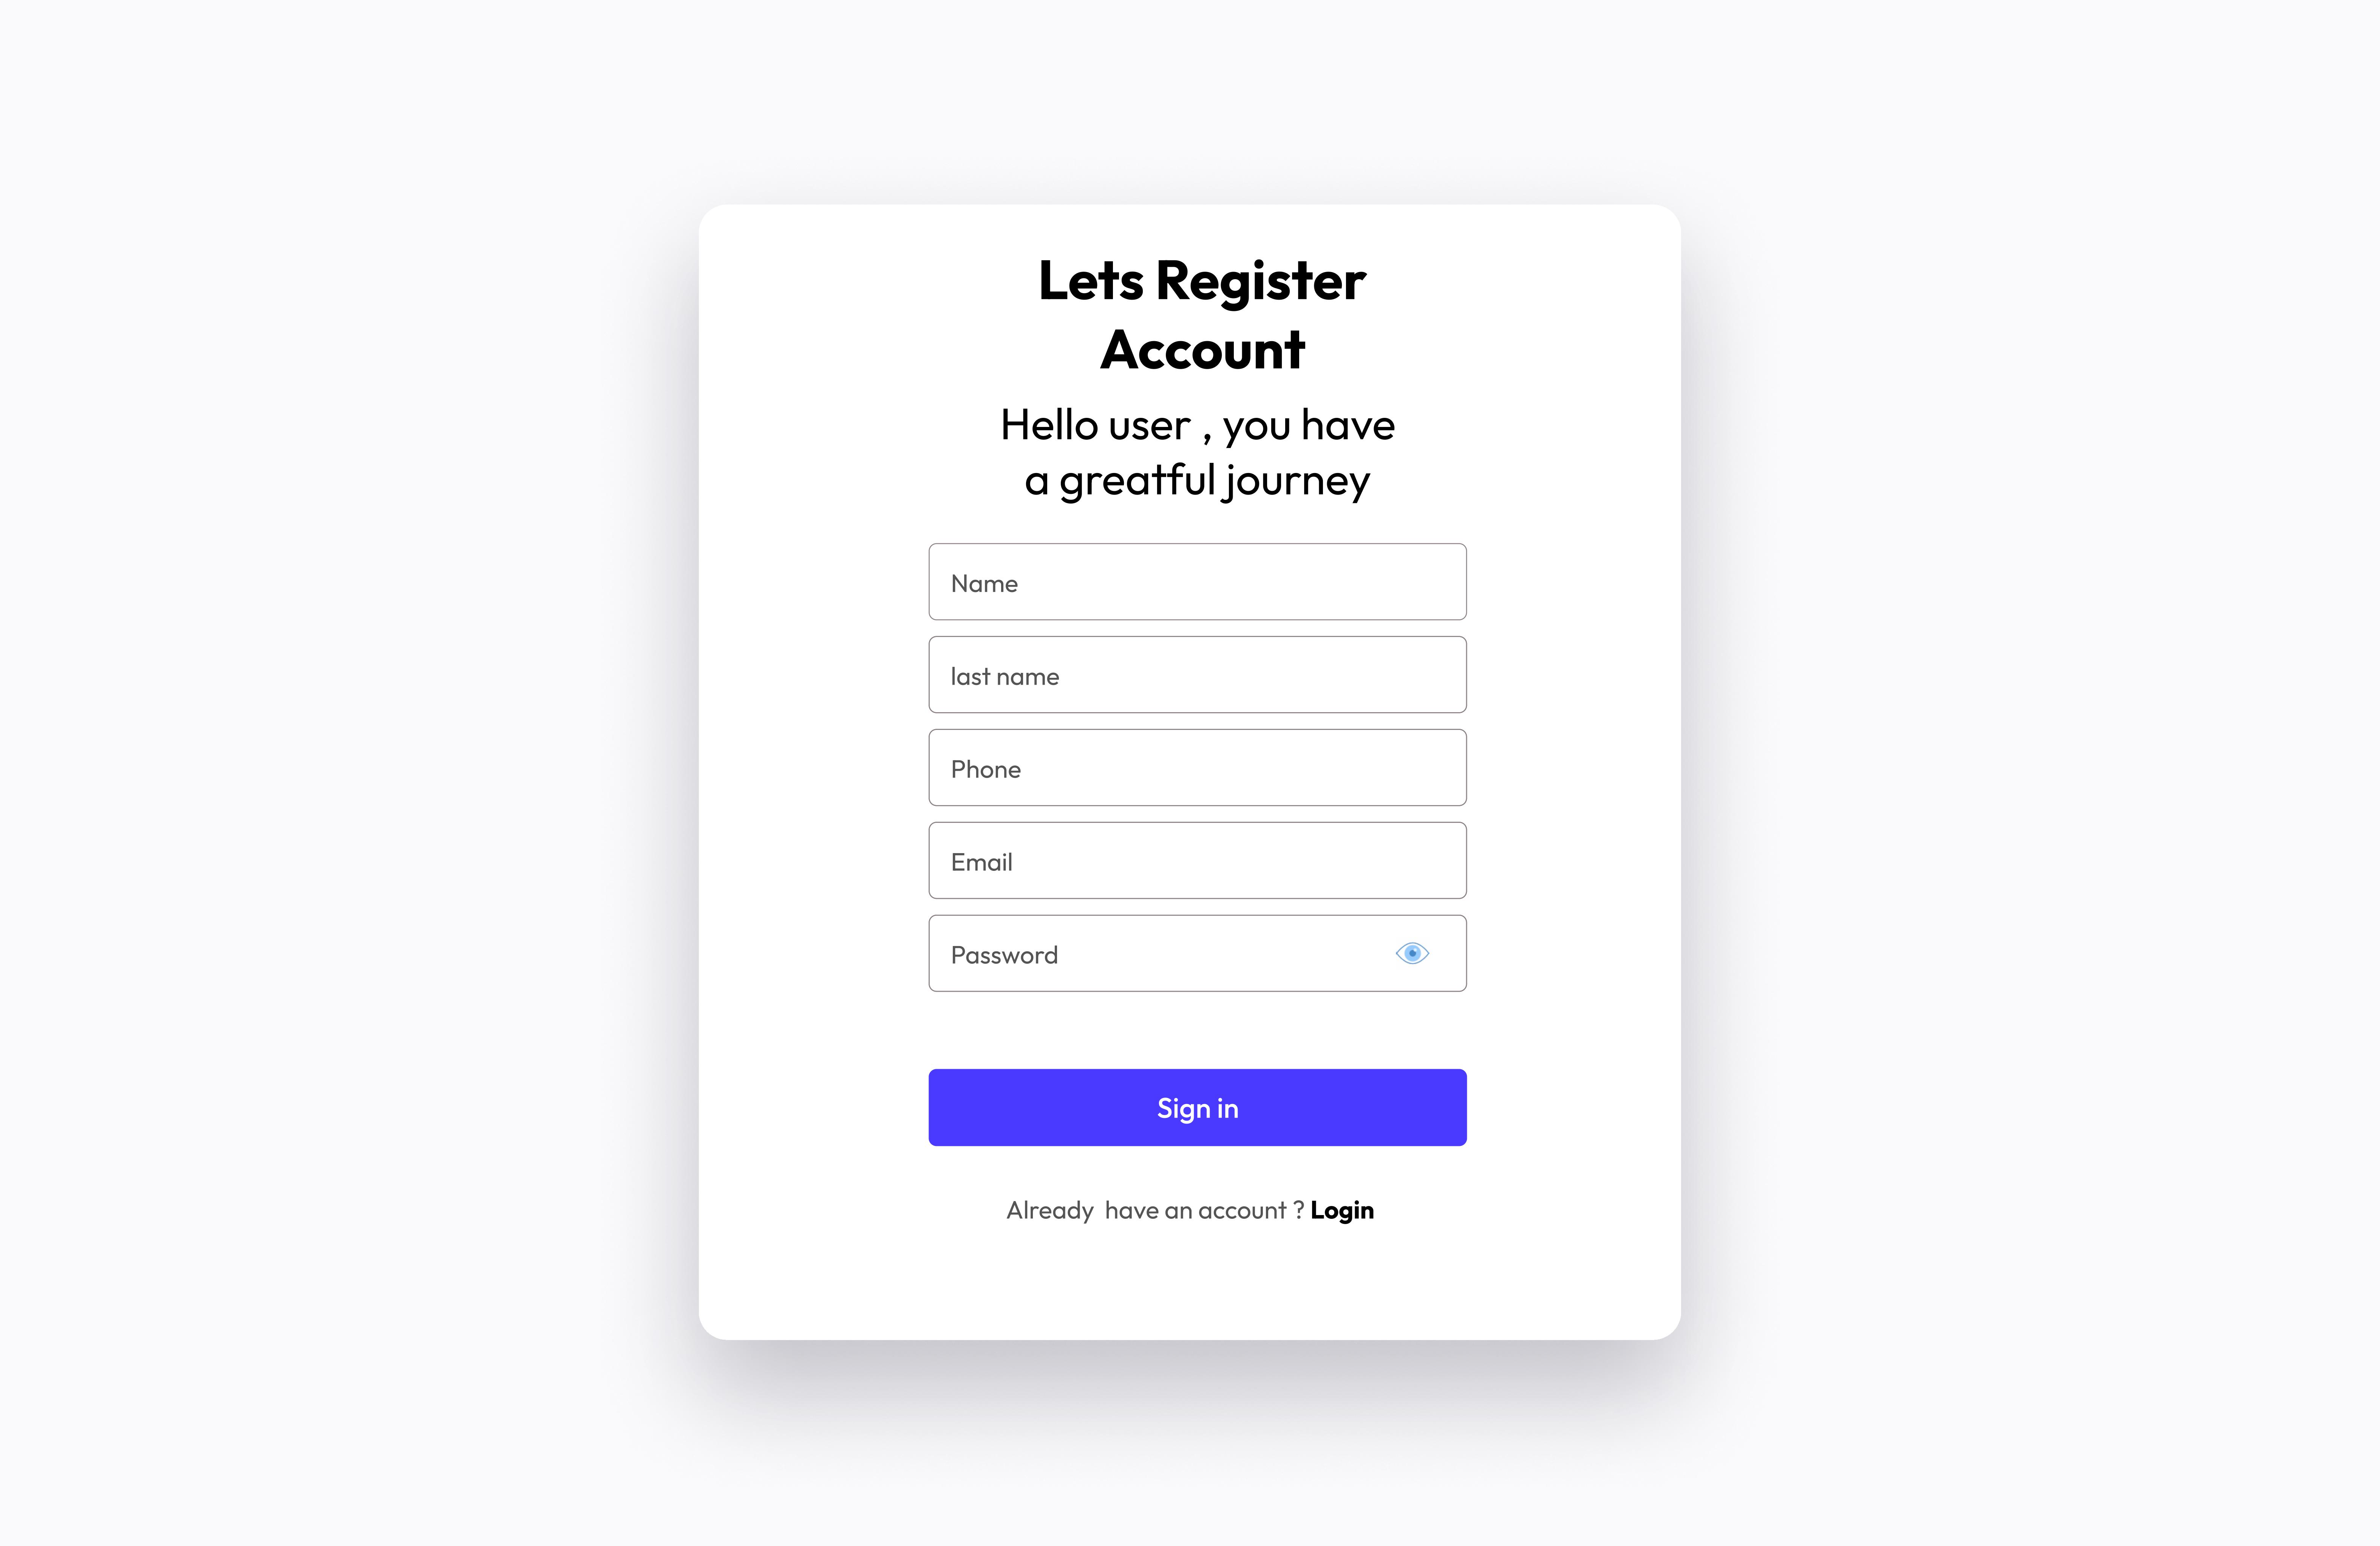 Lets Register
Account
Hello user , you have
a greatful journey
Name
last name
Phone
Email
Password
Sign in
Already  have an account ? Login